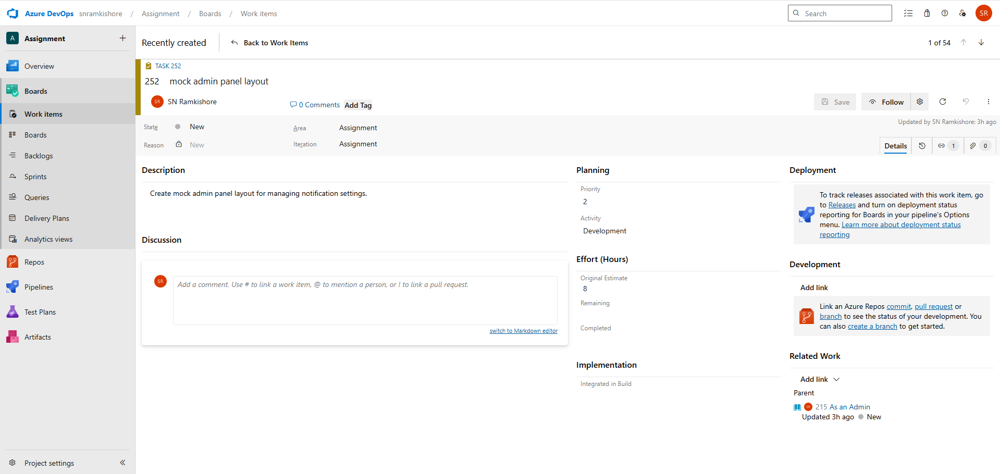 Azure DevOps snramkishore / Assignment / Boards / Work items
Search
SR
A Assignment
Overview
Boards
Work items
Boards
Backlogs
Sprints
Queries
Delivery Plans
Analytics views
Repos
Pipelines
Test Plans
Artifacts
Project settings
Recently created
Back to Work Items
1 of 54
TASK 252
252 mock admin panel layout
SR SN Ramkishore
0 Comments
Add Tag
Save
Follow
State New
Reason New
Area Assignment
Iteration Assignment
Updated by SN Ramkishore: 3h ago
Details
1
0
Description
Create mock admin panel layout for managing notification settings.
Discussion
SR
Add a comment. Use # to link a work item, @ to mention a person, or ! to link a pull request.
switch to Markdown editor
Planning
Priority
2
Activity
Development
Effort (Hours)
Original Estimate
8
Remaining
Completed
Implementation
Integrated in Build
Deployment
To track releases associated with this work item, go
to Releases and turn on deployment status
reporting for Boards in your pipeline's Options
menu. Learn more about deployment status
reporting
Development
Add link
Link an Azure Repos commit, pull request or
branch to see the status of your development. You
can also create a branch to get started.
Related Work
Add link
Parent
SR 215 As an Admin
Updated 3h ago New